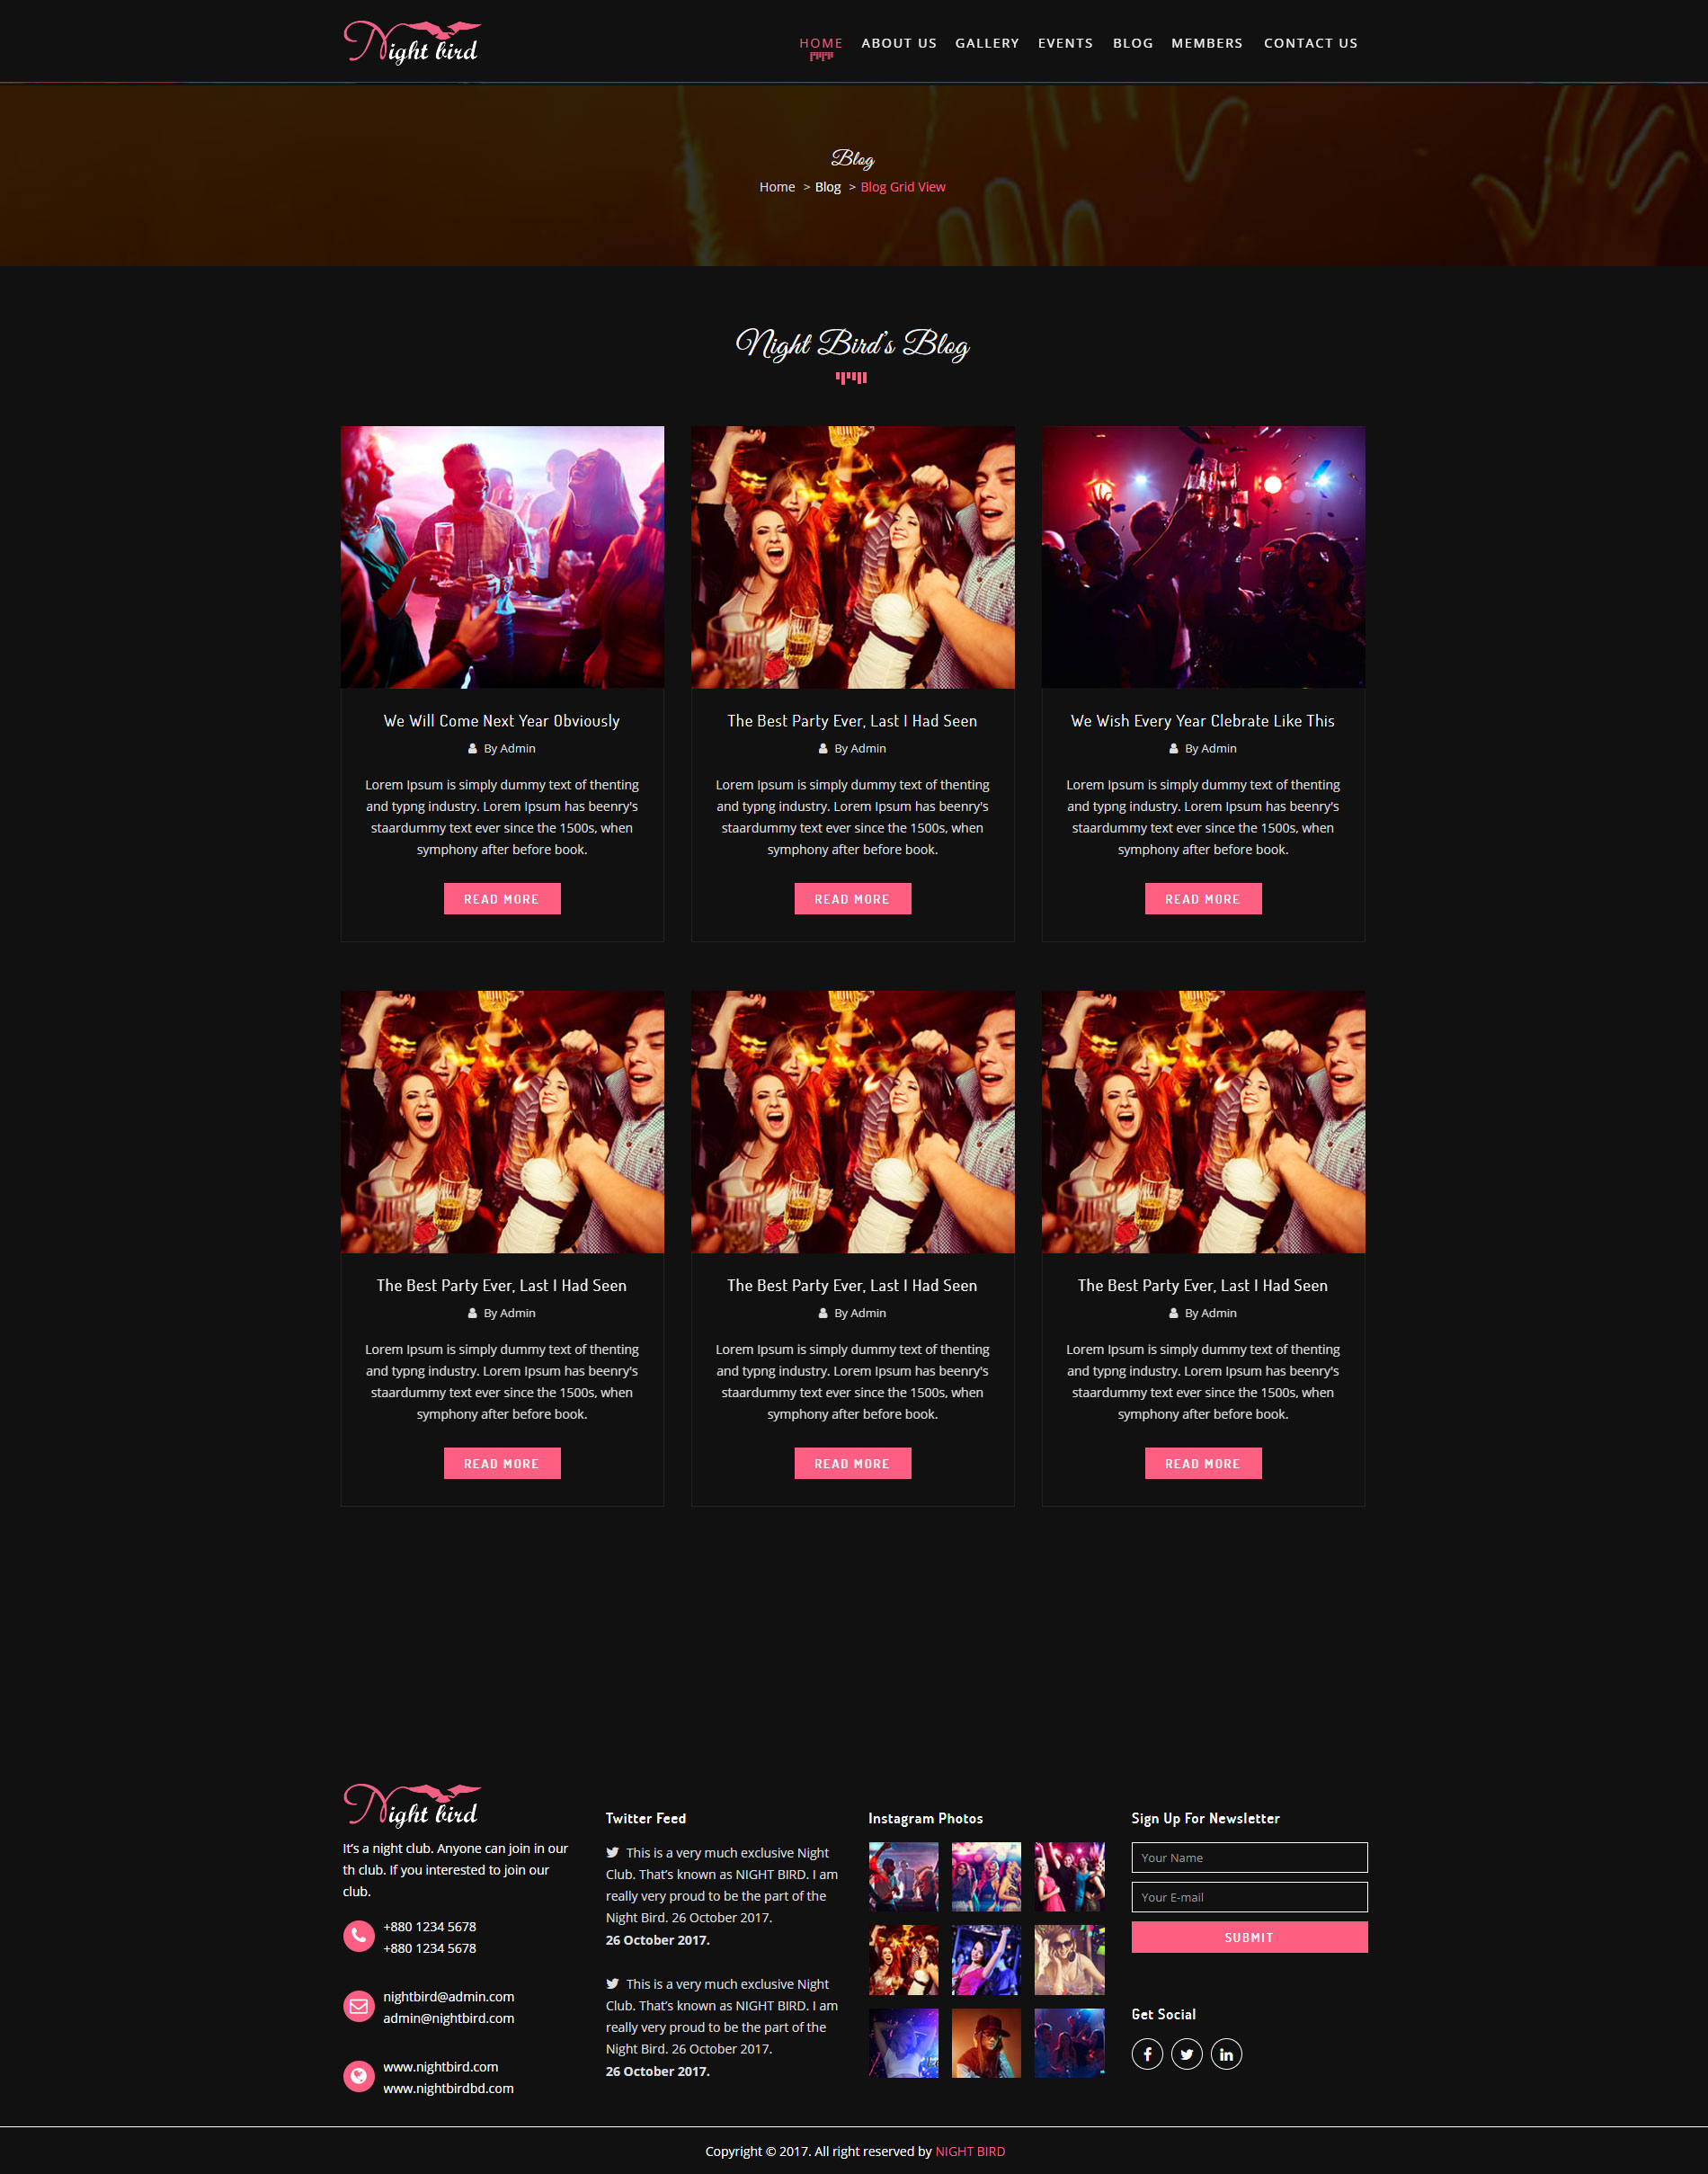 Night bird
HOME ABOUT US GALLERY EVENTS BLOG MEMBERS CONTACT US
Blog
Home > Blog > Blog Grid View
Night Bird's Blog
We Will Come Next Year Obviously
By Admin
Lorem Ipsum is simply dummy text of thenting
and typng industry. Lorem Ipsum has beenry's
staardummy text ever since the 1500s, when
symphony after before book.
READ MORE
The Best Party Ever, Last I Had Seen
By Admin
Lorem Ipsum is simply dummy text of thenting
and typng industry. Lorem Ipsum has beenry's
staardummy text ever since the 1500s, when
symphony after before book.
READ MORE
We Wish Every Year Clebrate Like This
By Admin
Lorem Ipsum is simply dummy text of thenting
and typng industry. Lorem Ipsum has beenry's
staardummy text ever since the 1500s, when
symphony after before book.
READ MORE
The Best Party Ever, Last I Had Seen
By Admin
Lorem Ipsum is simply dummy text of thenting
and typng industry. Lorem Ipsum has beenry's
staardummy text ever since the 1500s, when
symphony after before book.
READ MORE
The Best Party Ever, Last I Had Seen
By Admin
Lorem Ipsum is simply dummy text of thenting
and typng industry. Lorem Ipsum has beenry's
staardummy text ever since the 1500s, when
symphony after before book.
READ MORE
The Best Party Ever, Last I Had Seen
By Admin
Lorem Ipsum is simply dummy text of thenting
and typng industry. Lorem Ipsum has beenry's
staardummy text ever since the 1500s, when
symphony after before book.
READ MORE
Night bird
It's a night club. Anyone can join in our
th club. If you interested to join our
club.
+880 1234 5678
+880 1234 5678
nightbird@admin.com
admin@nightbird.com
www.nightbird.com
www.nightbirdbd.com
Twitter Feed
This is a very much exclusive Night
Club. That's known as NIGHT BIRD. I am
really very proud to be the part of the
Night Bird. 26 October 2017.
26 October 2017.
This is a very much exclusive Night
Club. That's known as NIGHT BIRD. I am
really very proud to be the part of the
Night Bird. 26 October 2017.
26 October 2017.
Instagram Photos
Sign Up For Newsletter
Your Name
Your E-mail
SUBMIT
Get Social
Copyright © 2017. All right reserved by NIGHT BIRD